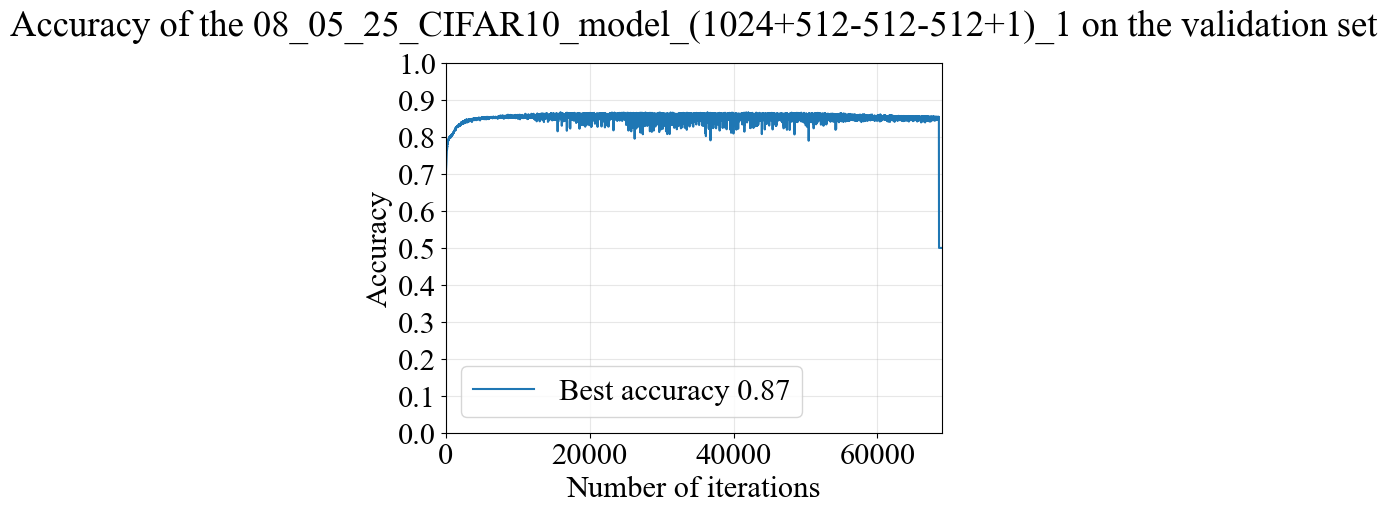 Accuracy of the 08_05_25_CIFAR10_model_(1024+512-512-512+1)_1 on the validation set
1.0
0.9
0.8
0.7
0.6
0.5
0.4
0.3
0.2
0.1
0.0
Accuracy
Best accuracy 0.87
0 20000 40000 60000
Number of iterations